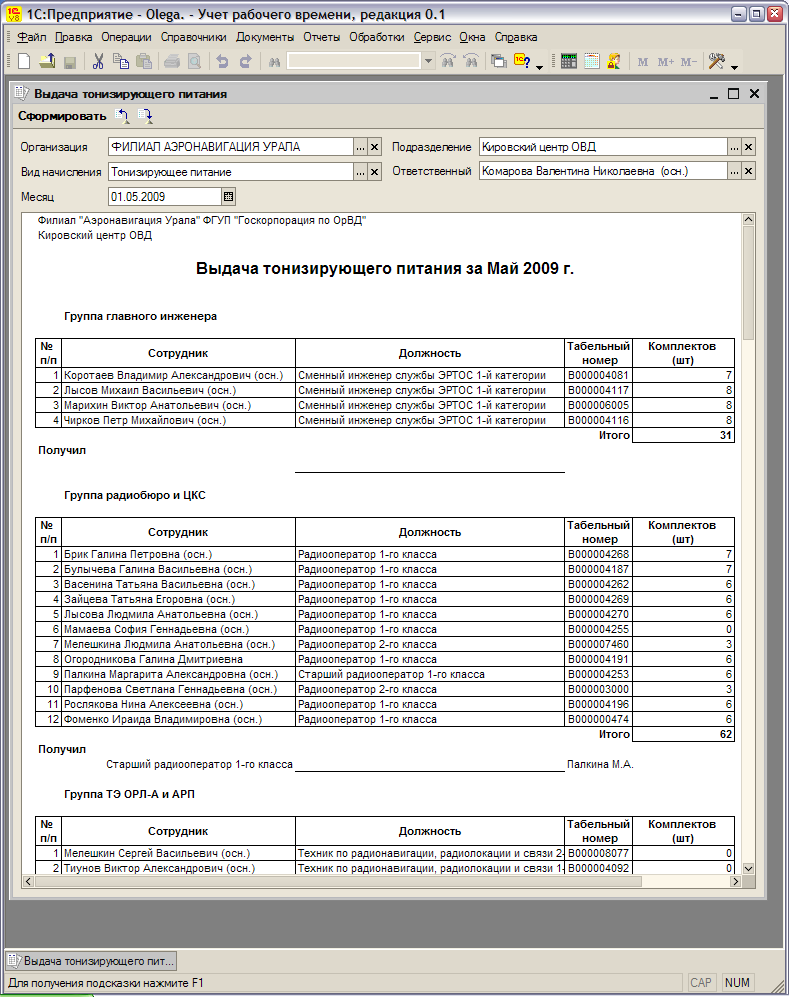 1С:Предприятие - Olega. - Учет рабочего времени, редакция 0.1
Файл Правка Операции Справочники Документы Отчеты Обработки Сервис Окна Справка
M M+ M-
Выдача тонизирующего питания
Сформировать
Организация ФИЛИАЛ АЭРОНАВИГАЦИЯ УРАЛА ... Подразделение Кировский центр ОВД ...
Вид начисления Тонизирующее питание ... Ответственный Комарова Валентина Николаевна (осн.) ...
Месяц 01.05.2009
Филиал "Аэронавигация Урала" ФГУП "Госкорпорация по ОрВД"
Кировский центр ОВД
Выдача тонизирующего питания за Май 2009 г.
Группа главного инженера
№ п/п Сотрудник Должность Табельный номер Комплектов (шт)
1 Коротаев Владимир Александрович (осн.) Сменный инженер службы ЭРТОС 1-й категории В000004081 7
2 Лысов Михаил Васильевич (осн.) Сменный инженер службы ЭРТОС 1-й категории В000004117 8
3 Марихин Виктор Анатольевич (осн.) Сменный инженер службы ЭРТОС 1-й категории В000006005 8
4 Чирков Петр Михайлович (осн.) Сменный инженер службы ЭРТОС 1-й категории В000004116 8
Итого 31
Получил
Группа радиобюро и ЦКС
№ п/п Сотрудник Должность Табельный номер Комплектов (шт)
1 Брик Галина Петровна (осн.) Радиооператор 1-го класса В000004268 7
2 Булычева Галина Васильевна (осн.) Радиооператор 1-го класса В000004187 7
3 Васенина Татьяна Васильевна (осн.) Радиооператор 1-го класса В000004262 6
4 Зайцева Татьяна Егоровна (осн.) Радиооператор 1-го класса В000004269 6
5 Лысова Людмила Анатольевна (осн.) Радиооператор 1-го класса В000004270 6
6 Мамаева София Геннадьевна (осн.) Радиооператор 1-го класса В000004255 0
7 Мелешкина Людмила Анатольевна (осн.) Радиооператор 2-го класса В000007460 3
8 Огородникова Галина Дмитриевна Радиооператор 1-го класса В000004191 6
9 Палкина Маргарита Александровна (осн.) Старший радиооператор 1-го класса В000004253 6
10 Парфенова Светлана Геннадьевна (осн.) Радиооператор 2-го класса В000003000 3
11 Рослякова Нина Алексеевна (осн.) Радиооператор 1-го класса В000004196 6
12 Фоменко Ираида Владимировна (осн.) Радиооператор 1-го класса В000000474 6
Итого 62
Получил
Старший радиооператор 1-го класса Палкина М.А.
Группа ТЭ ОРЛ-А и АРП
№ п/п Сотрудник Должность Табельный номер Комплектов (шт)
1 Мелешкин Сергей Васильевич (осн.) Техник по радионавигации, радиолокации и связи 2- В000008077 0
2 Тиунов Виктор Александрович (осн.) Техник по радионавигации, радиолокации и связи 1- В000004092 0
Выдача тонизирующего пит...
Для получения подсказки нажмите F1 CAP NUM